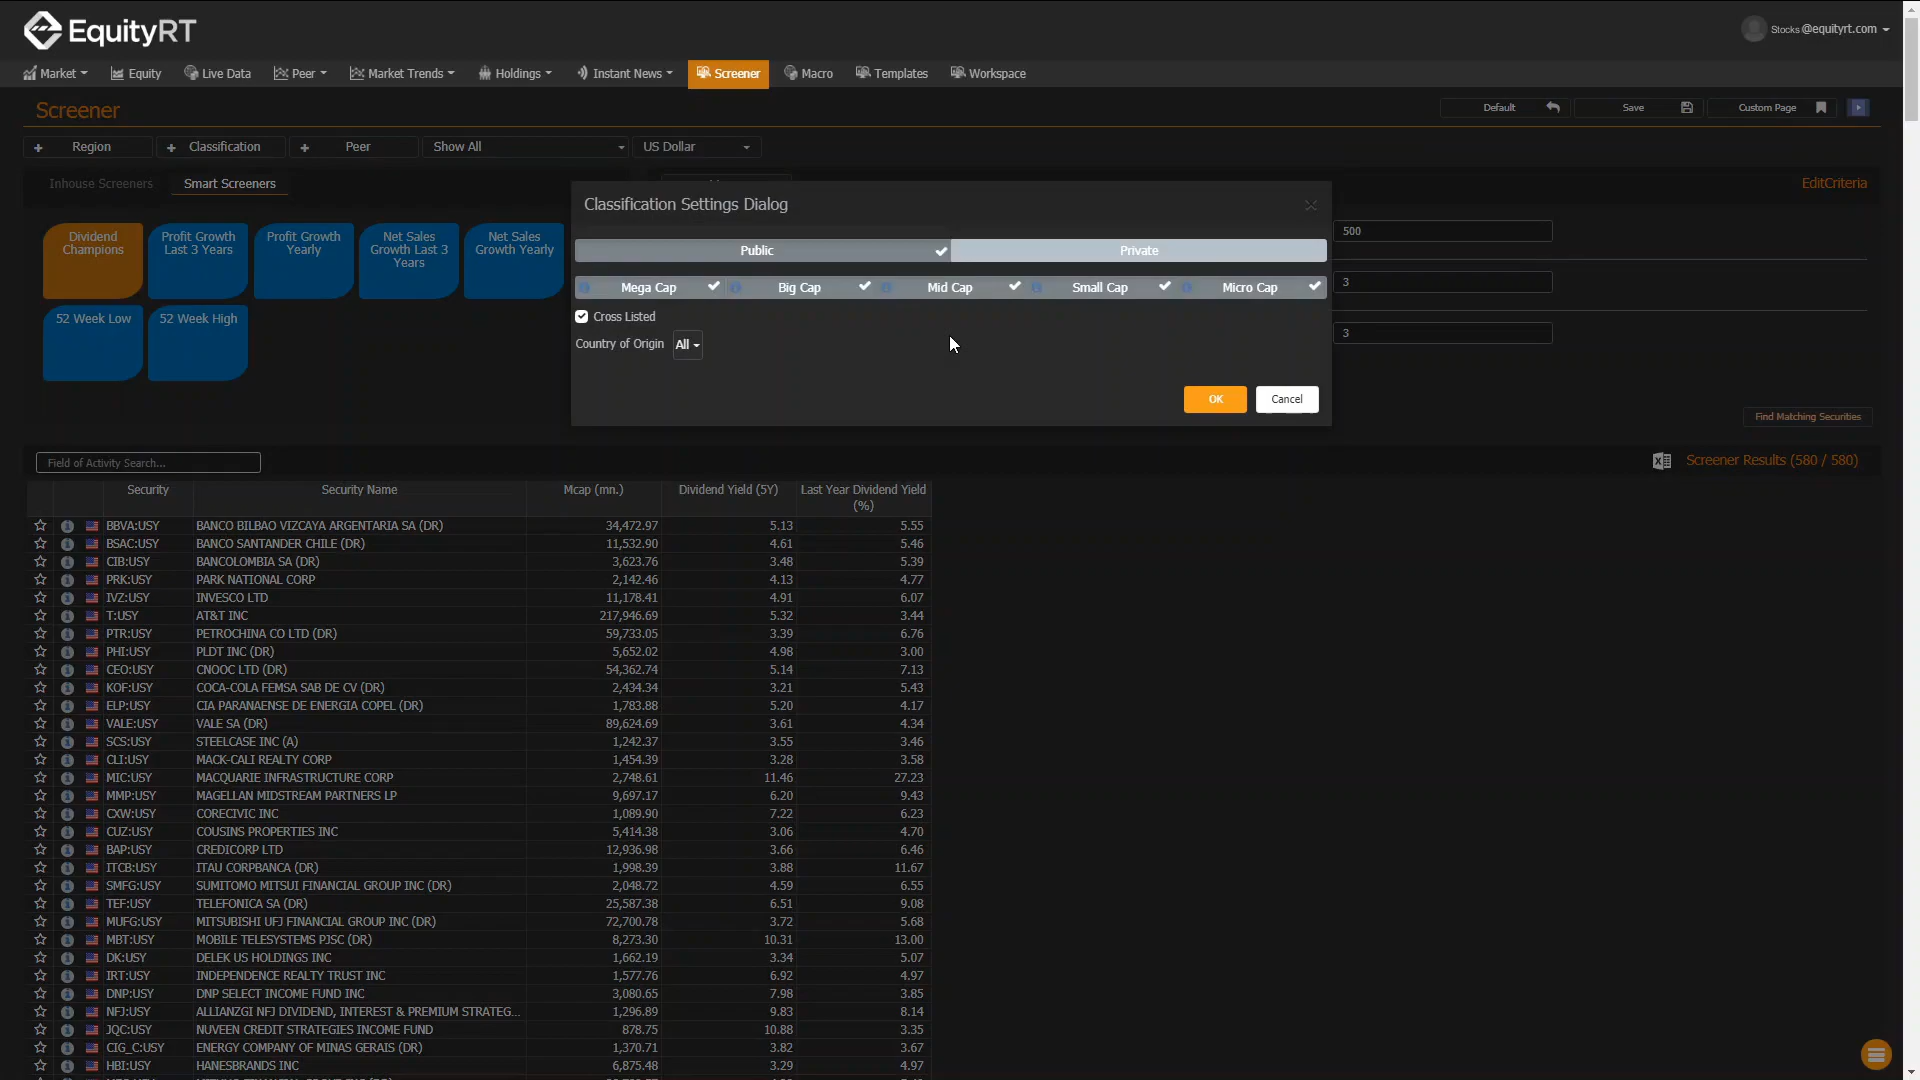 EquityRT
Stocks @equityrt.com
Market
Equity
Live Data
Peer
Market Trends
Holdings
Instant News
Screener
Macro
Templates
Workspace
Screener
Default
Save
Custom Page
Region
Classification
Peer
Show All
US Dollar
Inhouse Screeners
Smart Screeners
EditCriteria
Dividend
Champions
Profit Growth
Last 3 Years
Profit Growth
Yearly
Net Sales
Growth Last 3
Years
Net Sales
Growth Yearly
52 Week Low
52 Week High
Classification Settings Dialog
Public
Private
Mega Cap
Big Cap
Mid Cap
Small Cap
Micro Cap
Cross Listed
Country of Origin All
OK
Cancel
500
3
3
Find Matching Securities
Field of Activity Search...
Screener Results (580 / 580)
Security Security Name Mcap (mn.) Dividend Yield (5Y) Last Year Dividend Yield
(%)
BBVA:USY BANCO BILBAO VIZCAYA ARGENTARIA SA (DR) 34,472.97 5.13 5.55
BSAC:USY BANCO SANTANDER CHILE (DR) 11,532.90 4.61 5.46
CIB:USY BANCOLOMBIA SA (DR) 3,623.76 3.48 5.39
PRK:USY PARK NATIONAL CORP 2,142.46 4.13 4.77
IVZ:USY INVESCO LTD 11,178.41 4.91 6.07
T:USY AT&T INC 217,946.69 5.32 3.44
PTR:USY PETROCHINA CO LTD (DR) 59,733.05 3.39 6.76
PHI:USY PLDT INC (DR) 5,652.02 4.98 3.00
CEO:USY CNOOC LTD (DR) 54,362.74 5.14 7.13
KOF:USY COCA-COLA FEMSA SAB DE CV (DR) 2,434.34 3.21 5.43
ELP:USY CIA PARANAENSE DE ENERGIA COPEL (DR) 1,783.88 5.20 4.17
VALE:USY VALE SA (DR) 89,624.69 3.61 4.34
SCS:USY STEELCASE INC (A) 1,242.37 3.55 3.46
CLI:USY MACK-CALI REALTY CORP 1,454.39 3.28 3.58
MIC:USY MACQUARIE INFRASTRUCTURE CORP 2,748.61 11.46 27.23
MMP:USY MAGELLAN MIDSTREAM PARTNERS LP 9,697.17 6.20 9.43
CXW:USY CORECIVIC INC 1,089.90 7.22 6.23
CUZ:USY COUSINS PROPERTIES INC 5,414.38 3.06 4.70
BAP:USY CREDICORP LTD 12,936.98 3.66 6.46
ITCB:USY ITAU CORPBANCA (DR) 1,998.39 3.88 11.67
SMFG:USY SUMITOMO MITSUI FINANCIAL GROUP INC (DR) 2,048.72 4.59 6.55
TEF:USY TELEFONICA SA (DR) 25,587.38 6.51 9.08
MUFG:USY MITSUBISHI UFJ FINANCIAL GROUP INC (DR) 72,700.78 3.72 5.68
MBT:USY MOBILE TELESYSTEMS PJSC (DR) 8,273.30 10.31 13.00
DK:USY DELEK US HOLDINGS INC 1,662.19 3.34 5.07
IRT:USY INDEPENDENCE REALTY TRUST INC 1,577.76 6.92 4.97
DNP:USY DNP SELECT INCOME FUND INC 3,080.65 7.98 3.85
NFJ:USY ALLIANZGI NFJ DIVIDEND, INTEREST & PREMIUM STRATEG... 1,296.89 9.83 8.14
JQC:USY NUVEEN CREDIT STRATEGIES INCOME FUND 878.75 10.88 3.35
CIG_C:USY ENERGY COMPANY OF MINAS GERAIS (DR) 1,370.71 3.82 3.67
HBI:USY HANESBRANDS INC 6,875.48 3.29 4.97